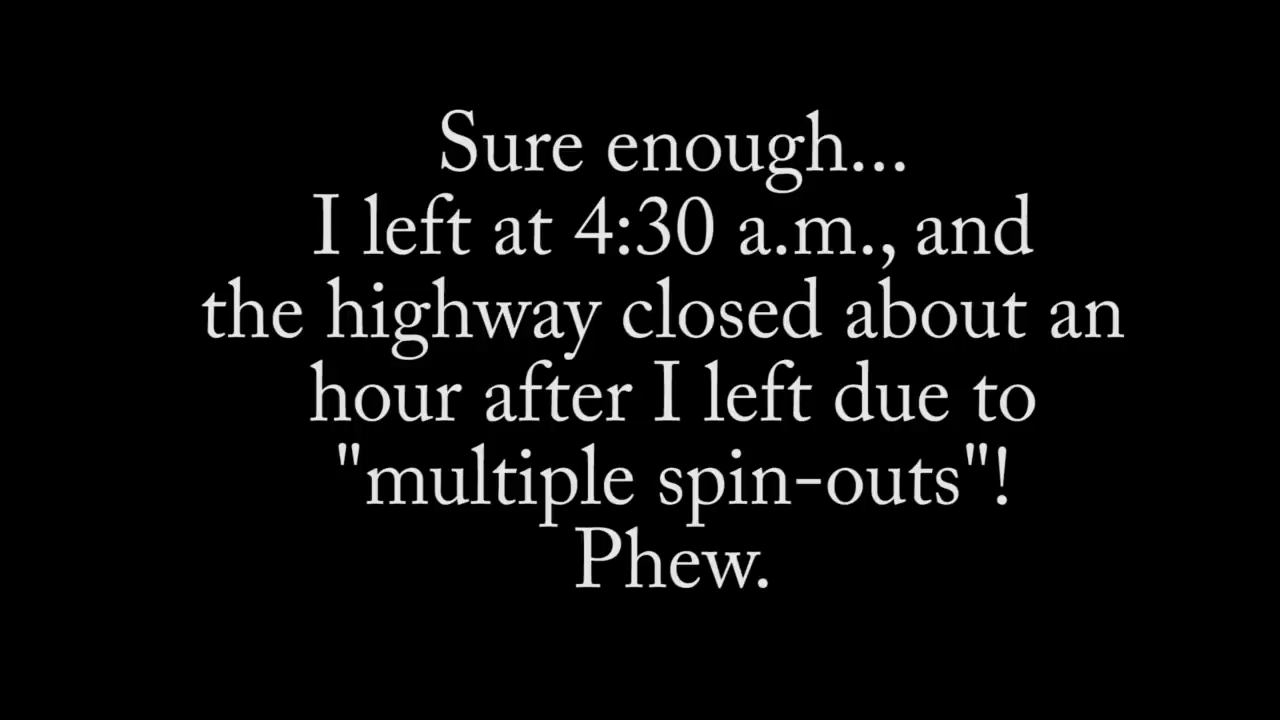 Sure enough...
I left at 4:30 a.m., and
the highway closed about an
hour after I left due to
"multiple spin-outs"!
Phew.